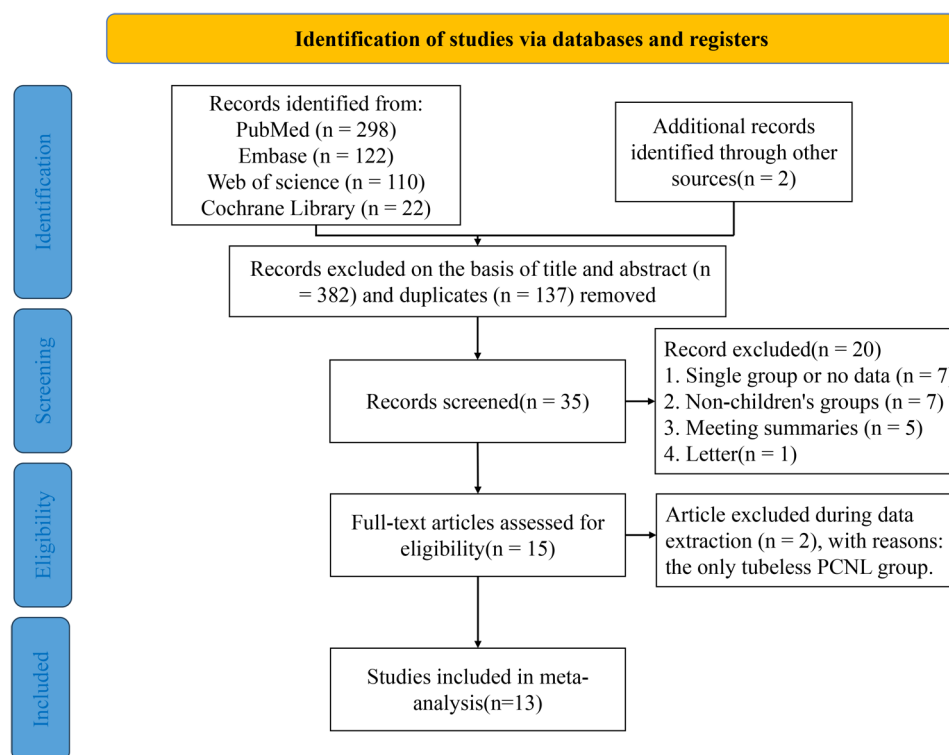 Identification of studies via databases and registers
Identification
Records identified from:
PubMed (n = 298)
Embase (n = 122)
Web of science (n = 110)
Cochrane Library (n = 22)
Additional records
identified through other
sources(n = 2)
Records excluded on the basis of title and abstract (n
= 382) and duplicates (n = 137) removed
Screening
Records screened(n = 35)
Record excluded(n = 20)
1. Single group or no data (n = 7)
2. Non-children's groups (n = 7)
3. Meeting summaries (n = 5)
4. Letter(n = 1)
Eligibility
Full-text articles assessed for
eligibility(n = 15)
Article excluded during data
extraction (n = 2), with reasons:
the only tubeless PCNL group.
Included
Studies included in meta-
analysis(n=13)